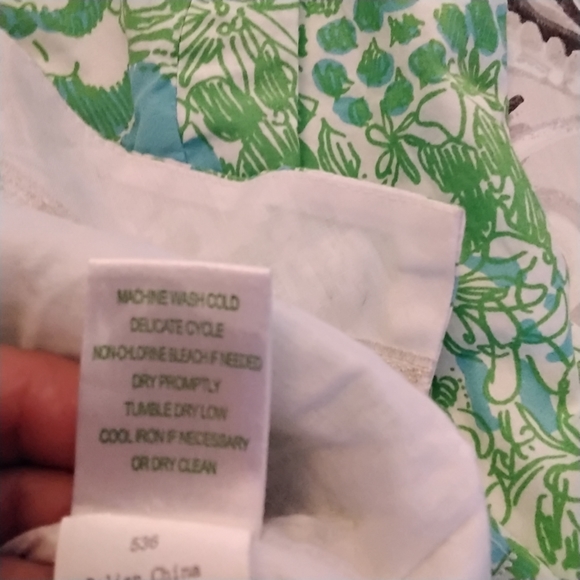 MACHINE WASH COLD
DELICATE CYCLE
NON-CHLORINE BLEACH IF NEEDED
DRY PROMPTLY
TUMBLE DRY LOW
COOL IRON IF NECESSARY
OR DRY CLEAN
536
China